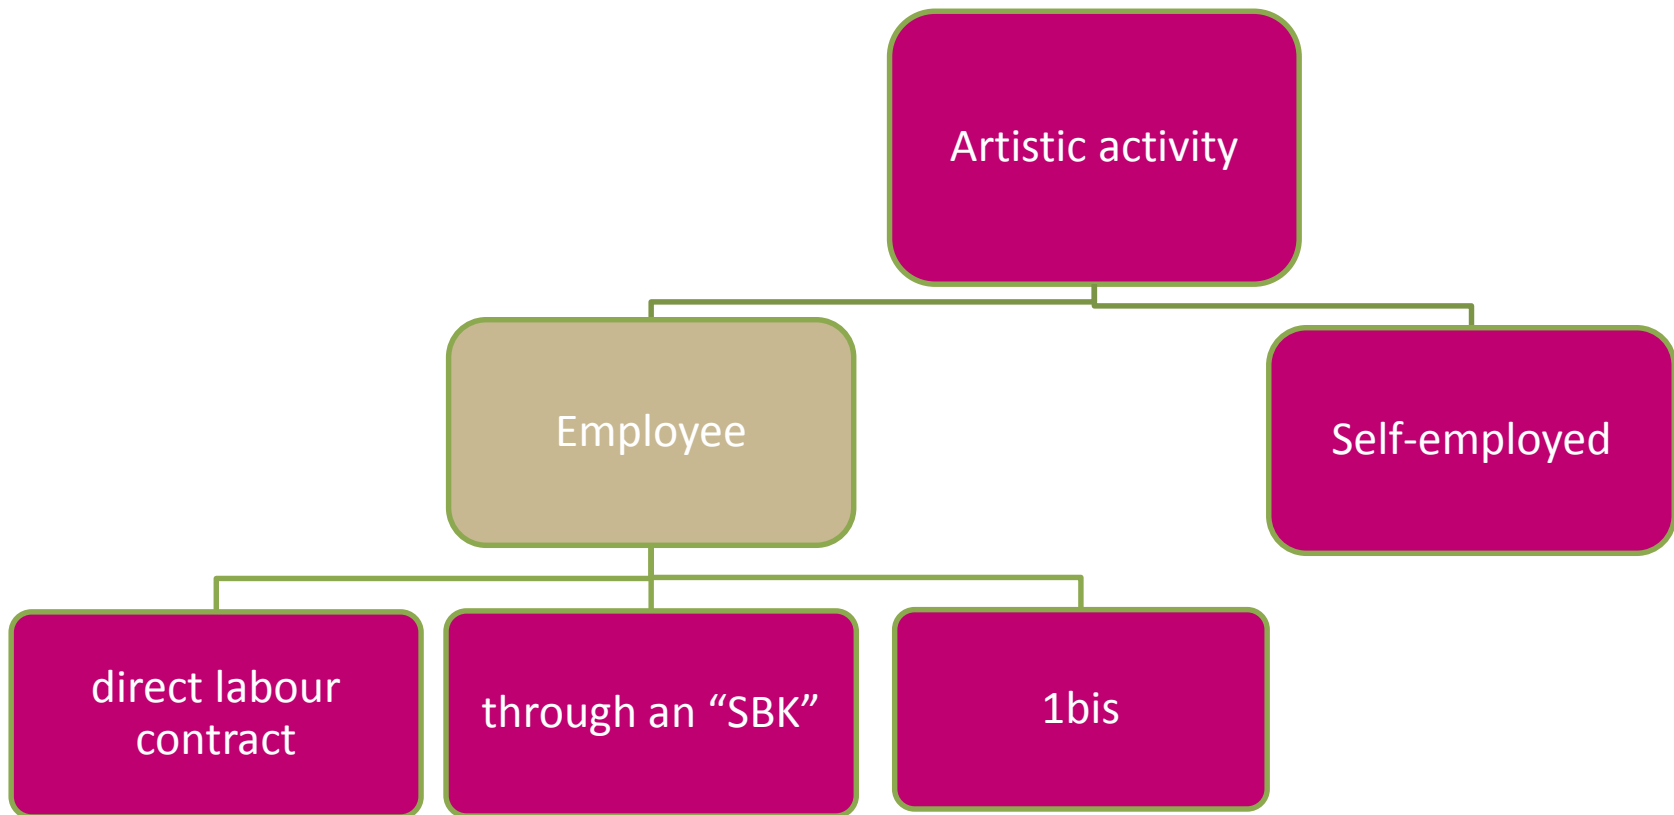 Artistic activity
Employee
Self-employed
direct labour
contract
through an “SBK”
1bis